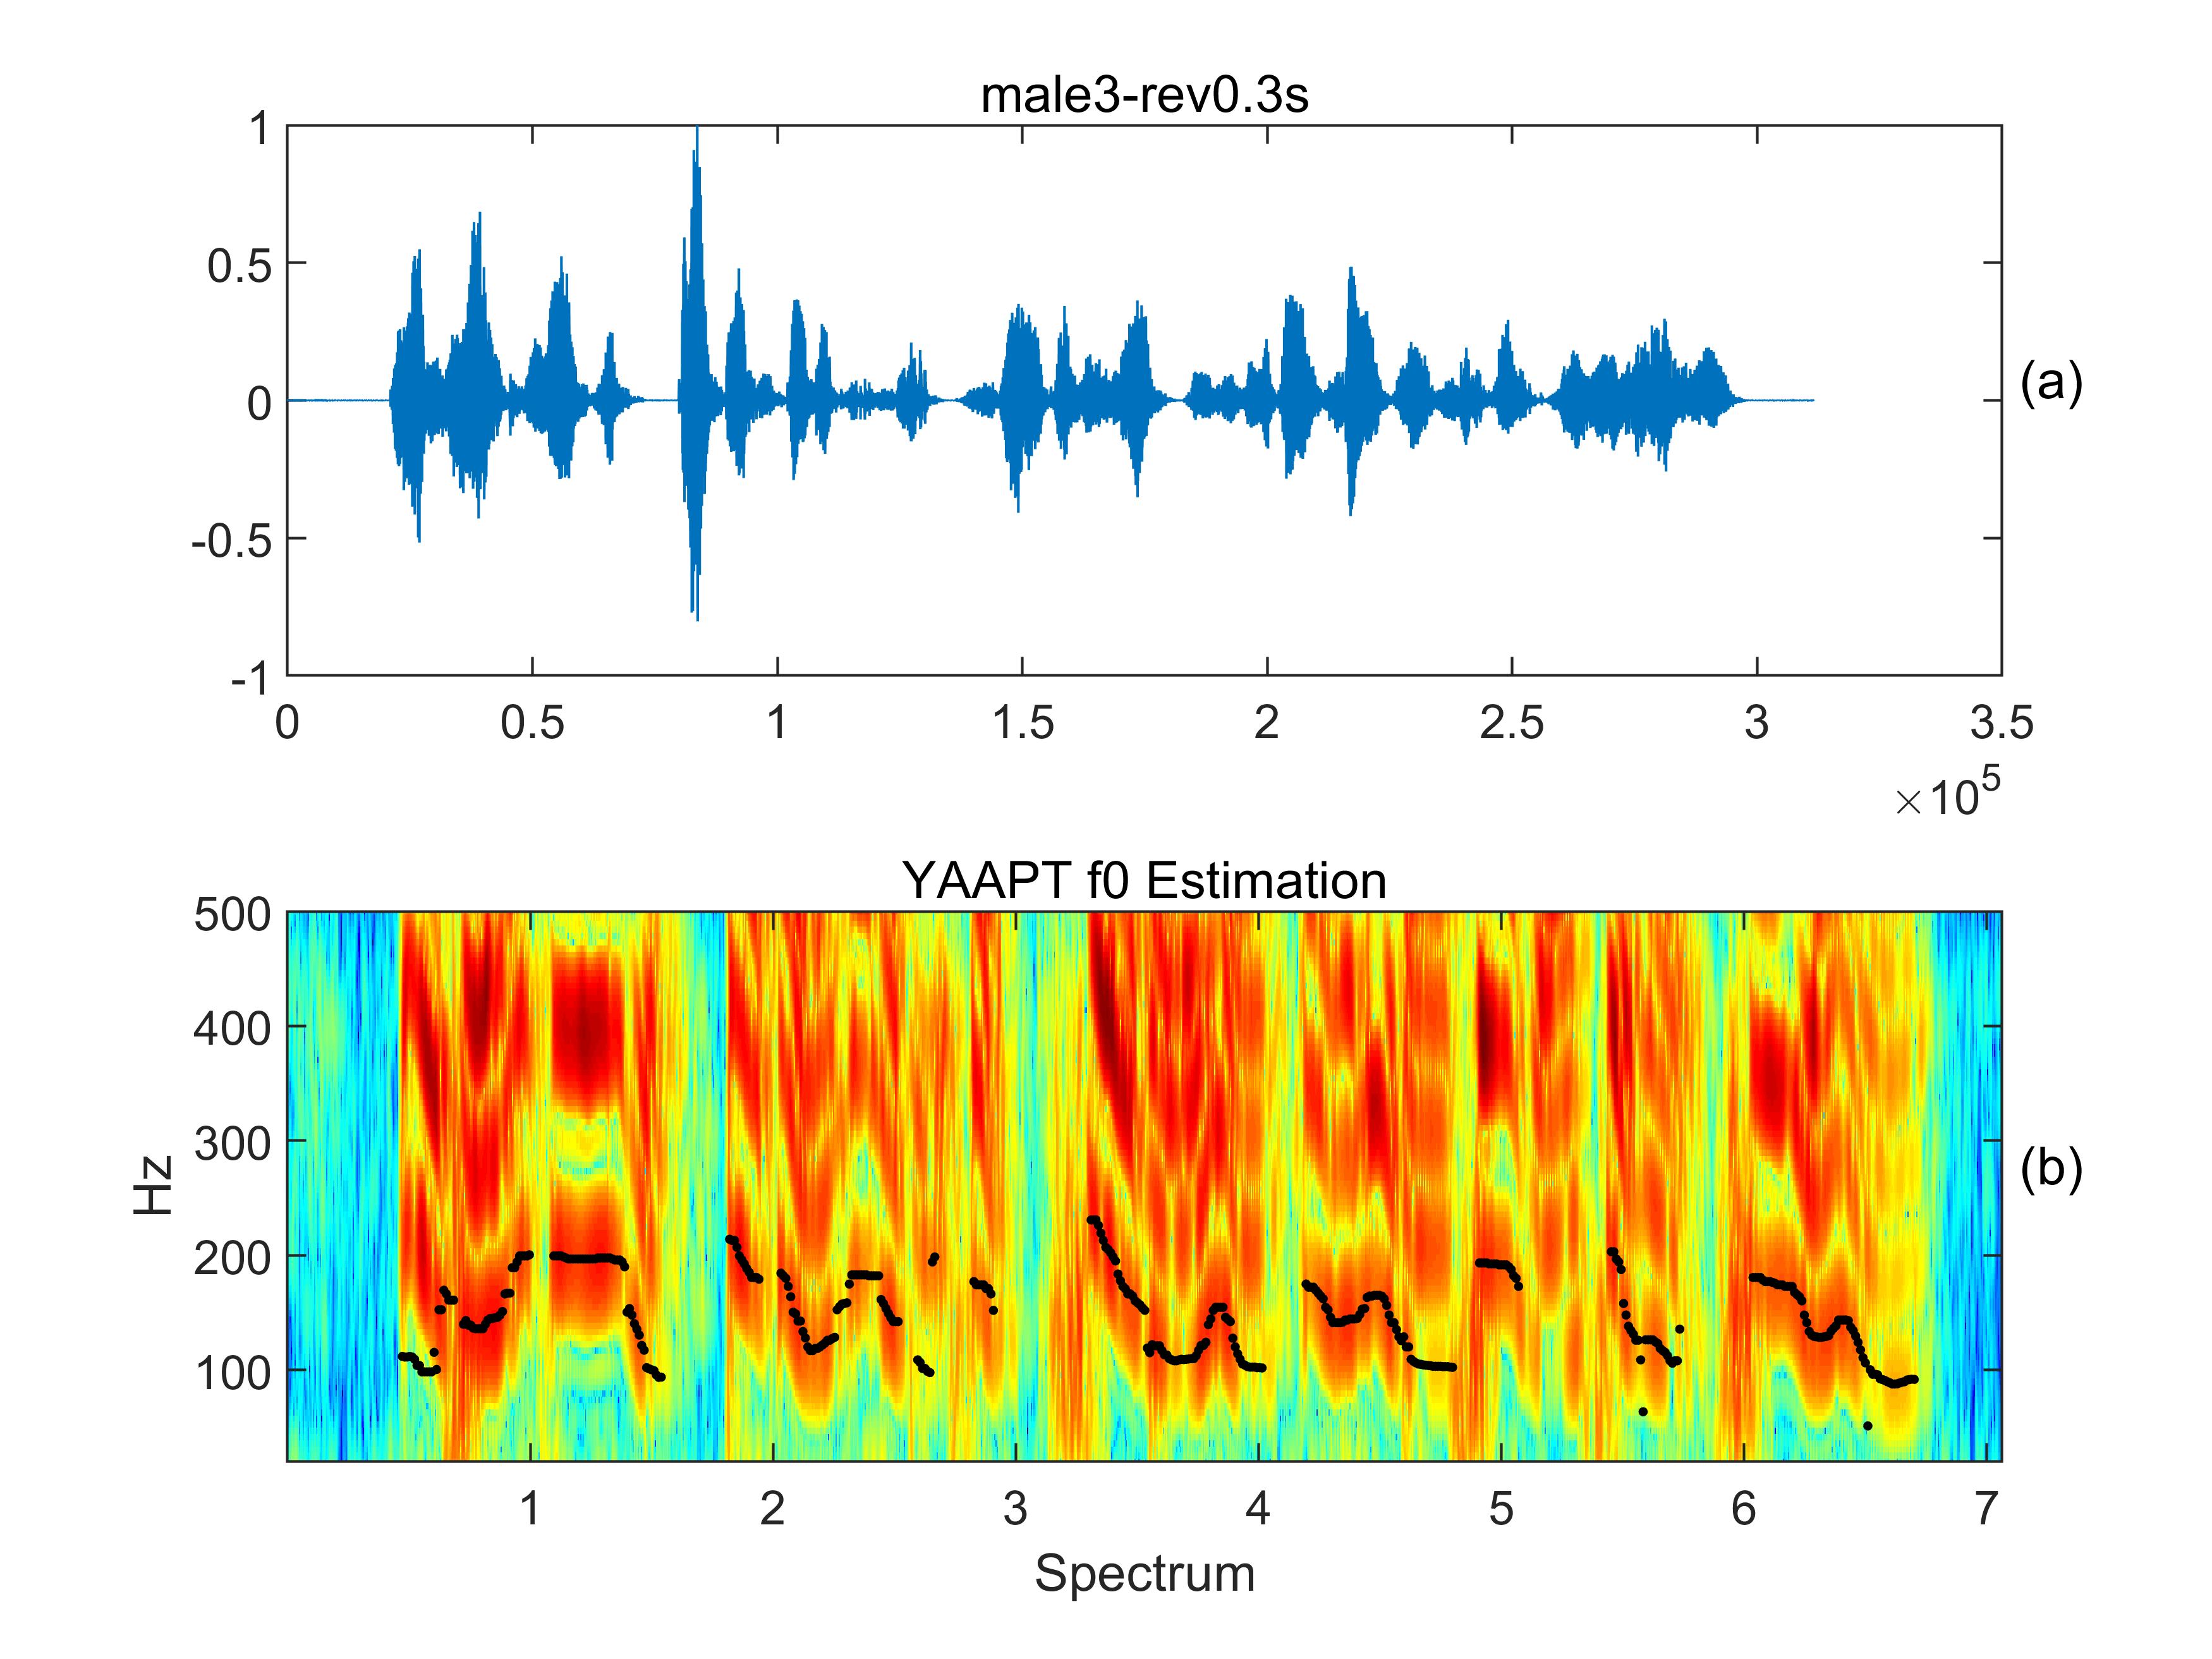 male3-rev0.3s
1
0.5
0
-0.5
-1
(a)
0 0.5 1 1.5 2 2.5 3 3.5
×10^5
YAAPT f0 Estimation
500
400
300
200
100
Hz
(b)
1 2 3 4 5 6 7
Spectrum